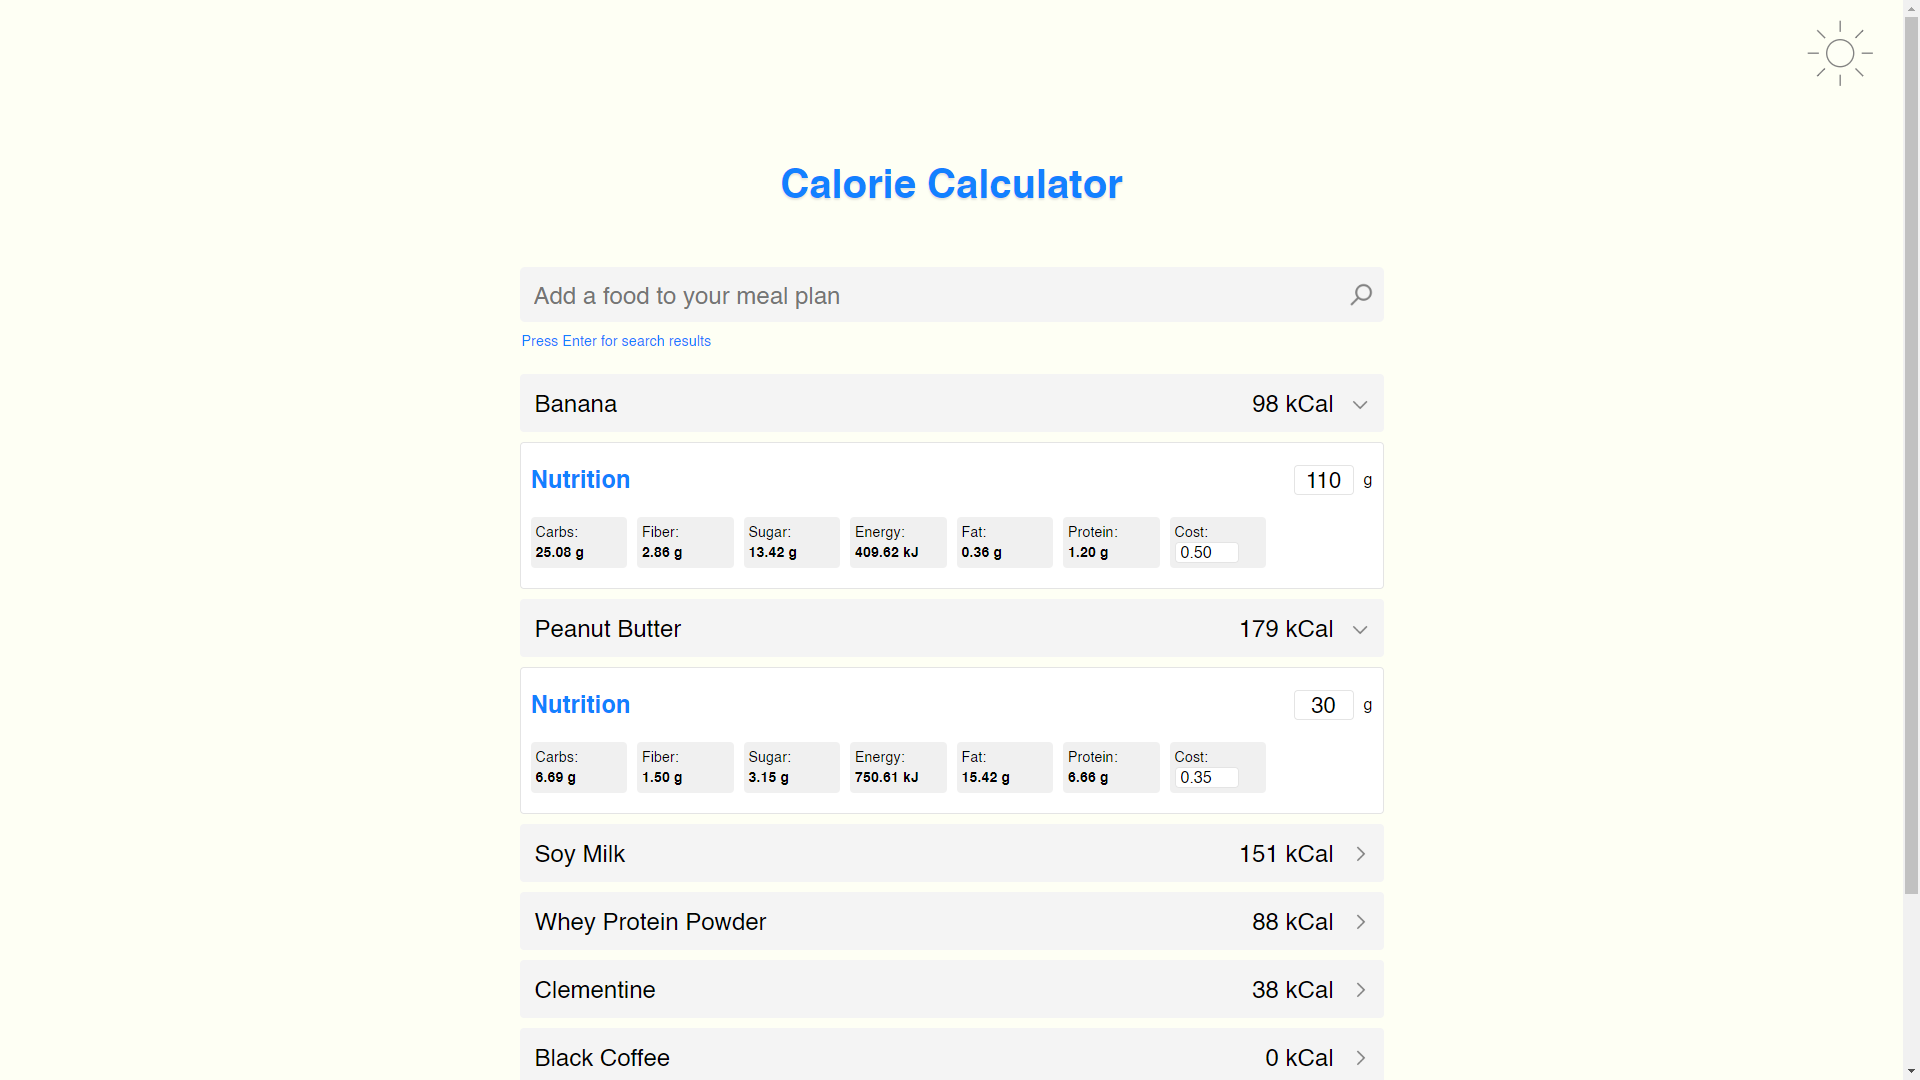 Calorie Calculator
Add a food to your meal plan
Press Enter for search results
Banana 98 kCal
Nutrition 110 g
Carbs: Fiber: Sugar: Energy: Fat: Protein: Cost:
25.08 g 2.86 g 13.42 g 409.62 kJ 0.36 g 1.20 g 0.50
Peanut Butter 179 kCal
Nutrition 30 g
Carbs: Fiber: Sugar: Energy: Fat: Protein: Cost:
6.69 g 1.50 g 3.15 g 750.61 kJ 15.42 g 6.66 g 0.35
Soy Milk 151 kCal
Whey Protein Powder 88 kCal
Clementine 38 kCal
Black Coffee 0 kCal